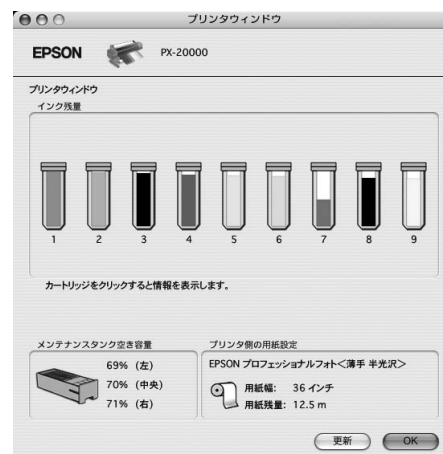 プリンタウィンドウ
EPSON
PX-20000
プリンタウィンドウ
インク残量
1 2 3 4 5 6 7 8 9
カートリッジをクリックすると情報を表示します。
メンテナンスタンク空き容量
69% (左)
70% (中央)
71% (右)
プリンタ側の用紙設定
EPSON プロフェッショナルフォト<薄手 半光沢>
用紙幅: 36 インチ
用紙残量: 12.5 m
更新
OK